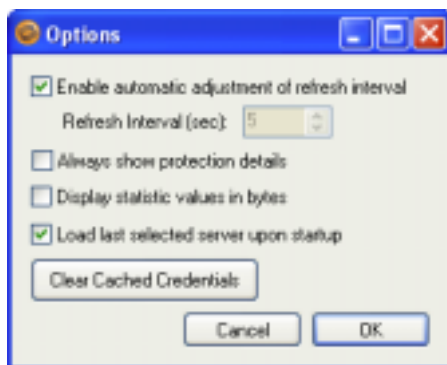 Options
Enable automatic adjustment of refresh interval
Refresh Interval (sec): 5
Always show protection details
Display statistic values in bytes
Load last selected server upon startup
Clear Cached Credentials
Cancel OK